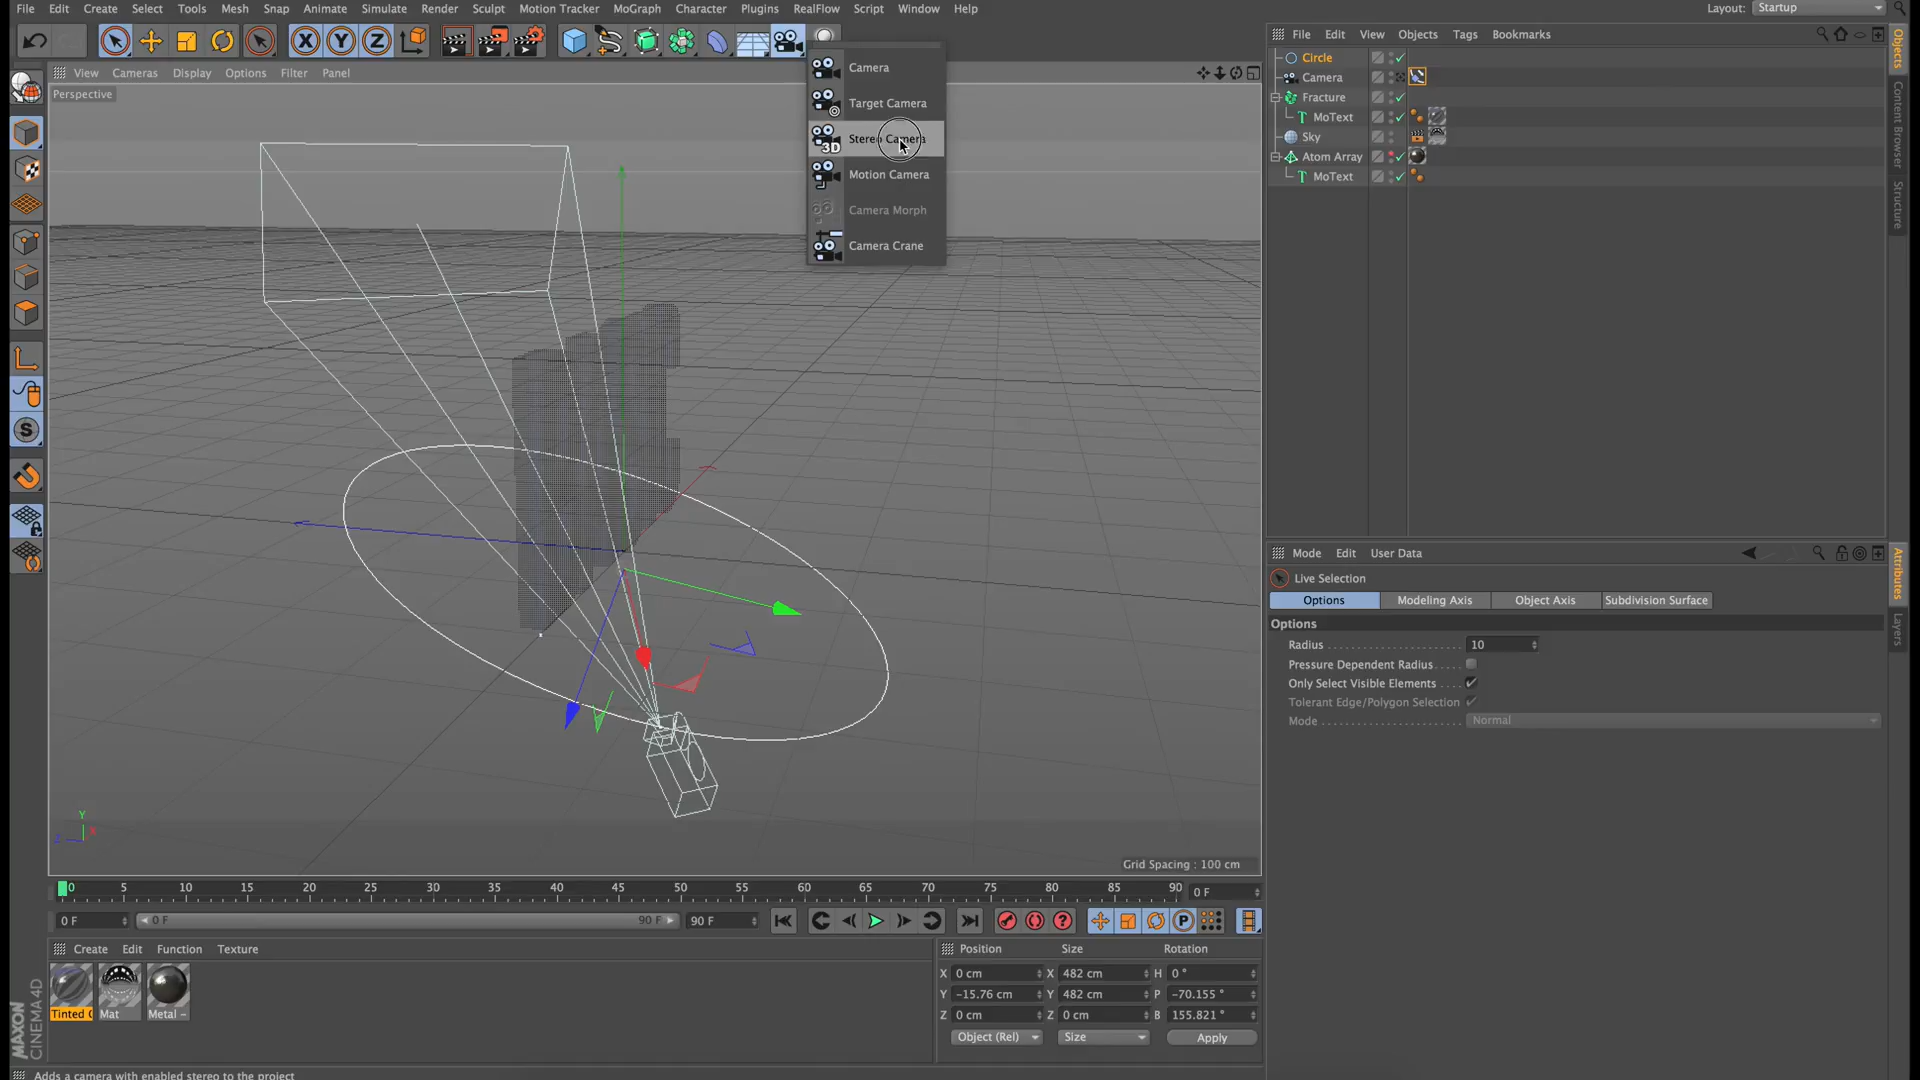 File Edit Create Select Tools Mesh Snap Animate Simulate Render Sculpt Motion Tracker MoGraph Character Plugins RealFlow Script Window Help
Layout: Startup
View Cameras Display Options Filter Panel
Perspective
Camera
Target Camera
3D Stereo Camera
Motion Camera
Camera Morph
Camera Crane
Grid Spacing : 100 cm
File Edit View Objects Tags Bookmarks
Circle
Camera
Fracture
MoText
Sky
Atom Array
MoText
Objects
Content Browser
Structure
Mode Edit User Data
Live Selection
Options Modeling Axis Object Axis Subdivision Surface
Options
Radius 10
Pressure Dependent Radius
Only Select Visible Elements
Tolerant Edge/Polygon Selection
Mode Normal
Attributes
Layers
0 5 10 15 20 25 30 35 40 45 50 55 60 65 70 75 80 85 90 0 F
0 F 0 F 90 F 90 F
Create Edit Function Texture
Mat Metal -
Position Size Rotation
X 0 cm X 482 cm H 0 °
Y -15.76 cm Y 482 cm P -70.155 °
Z 0 cm Z 0 cm B 155.821 °
Object (Rel) Size Apply
MAXON
CINEMA 4D
Adds a camera with enabled stereo to the project
X Y Z
S
P
Y
X